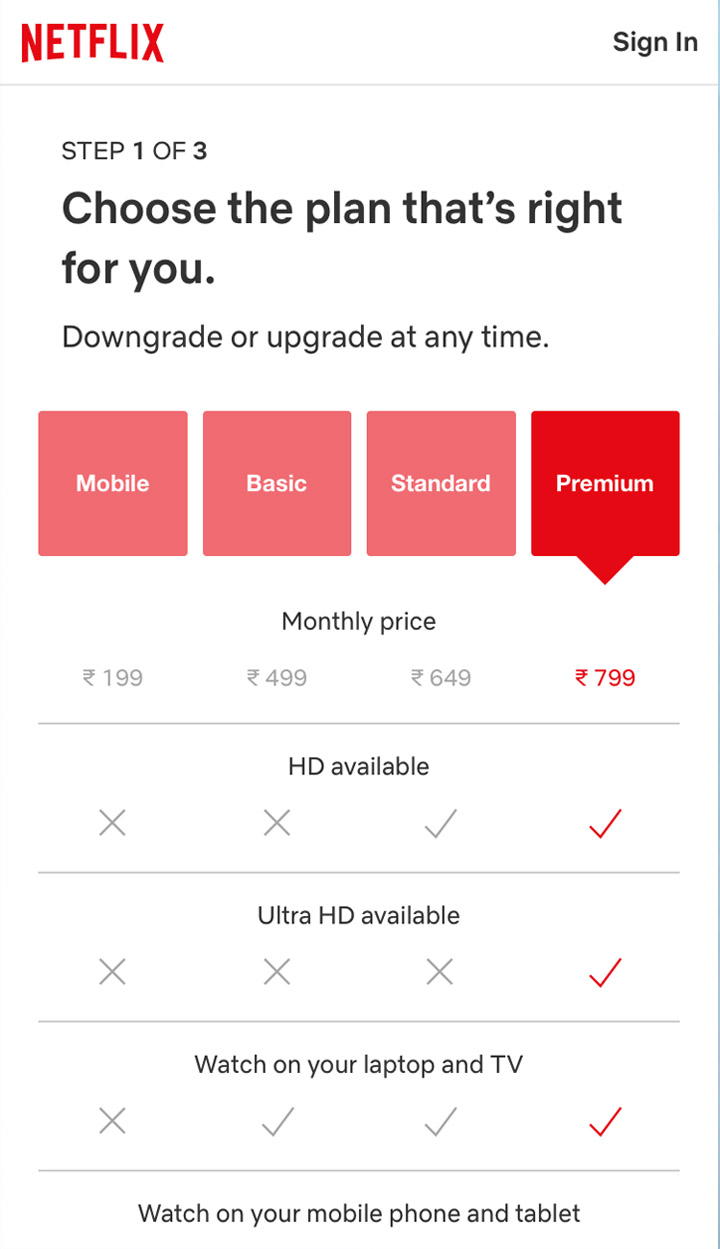 NETFLIX
Sign In
STEP 1 OF 3
Choose the plan that’s right
for you.
Downgrade or upgrade at any time.
Mobile Basic Standard Premium
Monthly price
₹ 199 ₹ 499 ₹ 649 ₹ 799
HD available
Ultra HD available
Watch on your laptop and TV
Watch on your mobile phone and tablet